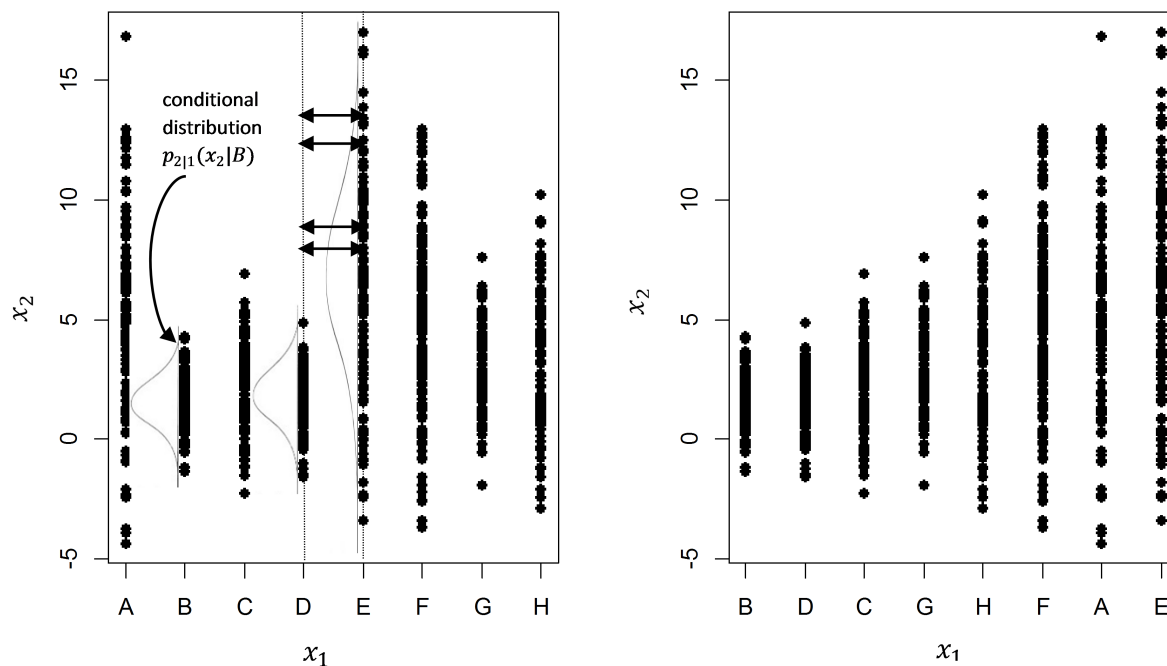 conditional
distribution
p₂|₁(x₂|B)
x₂
15
10
5
0
-5
A B C D E F G H
x₁
x₂
15
10
5
0
-5
B D C G H F A E
x₁